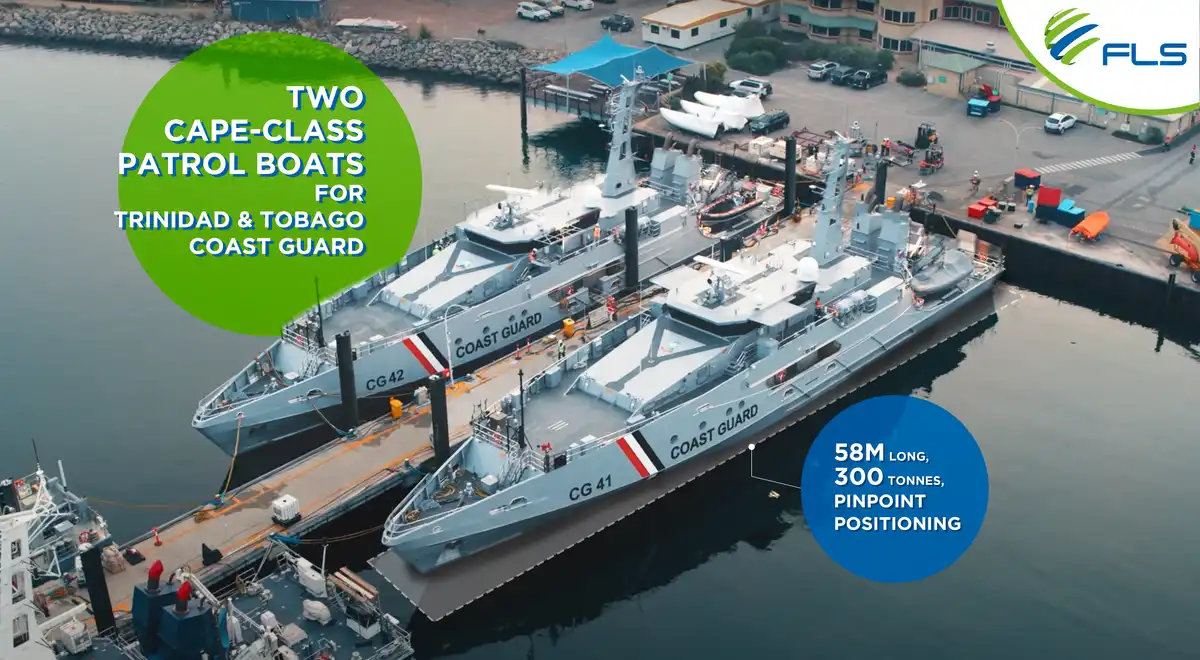 TWO
CAPE-CLASS
PATROL BOATS
FOR
TRINIDAD & TOBAGO
COAST GUARD
FLS
COAST GUARD
CG 42
COAST GUARD
CG 41
58M LONG,
300 TONNES,
PINPOINT
POSITIONING